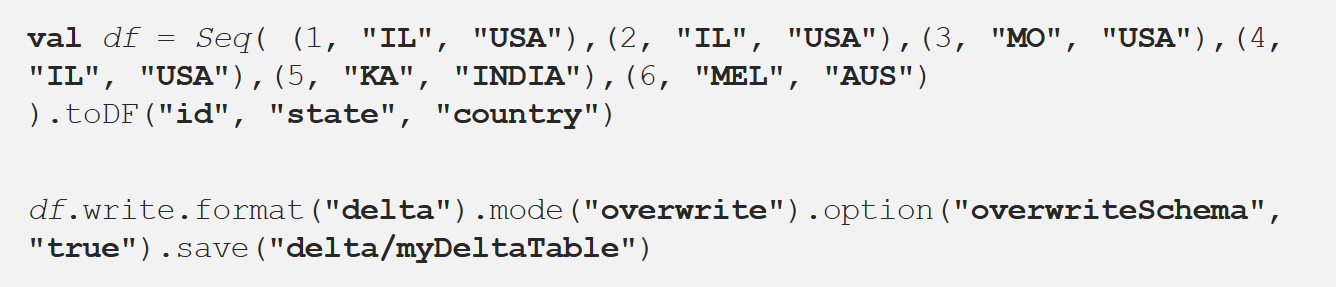 val df = Seq( (1, "IL", "USA"),(2, "IL", "USA"),(3, "MO", "USA"),(4,
"IL", "USA"),(5, "KA", "INDIA"),(6, "MEL", "AUS")
).toDF("id", "state", "country")
df.write.format("delta").mode("overwrite").option("overwriteSchema",
"true").save("delta/myDeltaTable")